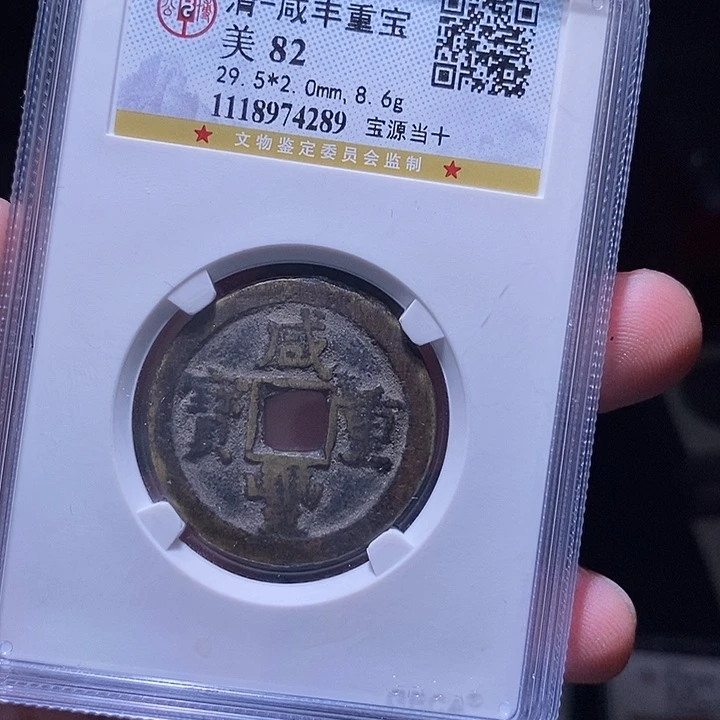 清-咸丰重宝
美 82
29.5*2.0mm, 8.6g
1118974289 宝源当十
文物鉴定委员会监制
咸
寶 重
豐